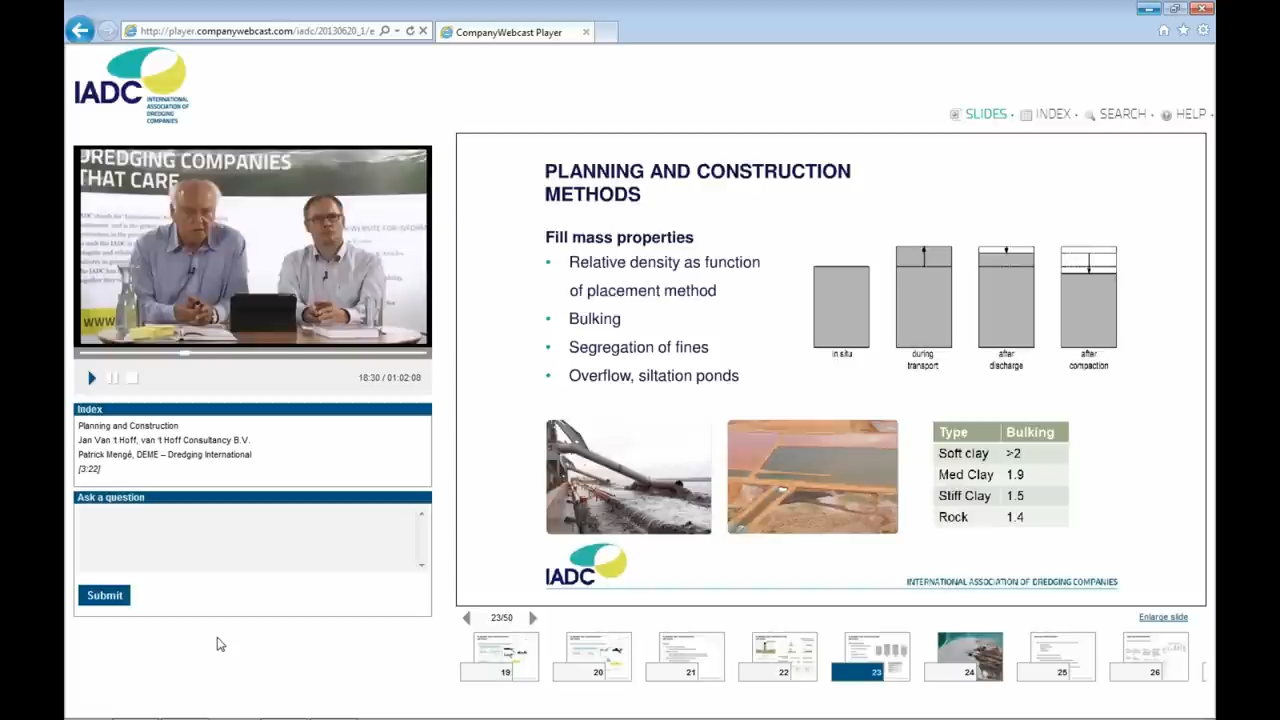 http://player.companywebcast.com/iadc/20130620_1/e
CompanyWebcast Player
IADC
INTERNATIONAL
ASSOCIATION OF
DREDGING
COMPANIES
SLIDES
INDEX
SEARCH
HELP
DREDGING COMPANIES
THAT CARE
WWW
18:30 / 01:02:08
Index
Planning and Construction
Jan Van 't Hoff, van 't Hoff Consultancy B.V.
Patrick Mengé, DEME – Dredging International
[3:22]
Ask a question
Submit
PLANNING AND CONSTRUCTION
METHODS
Fill mass properties
• Relative density as function
of placement method
• Bulking
• Segregation of fines
• Overflow, siltation ponds
in situ
during
transport
after
discharge
after
compaction
Type Bulking
Soft clay >2
Med Clay 1.9
Stiff Clay 1.5
Rock 1.4
IADC
INTERNATIONAL ASSOCIATION OF DREDGING COMPANIES
23/50
Enlarge slide
19 20 21 22 23 24 25 26